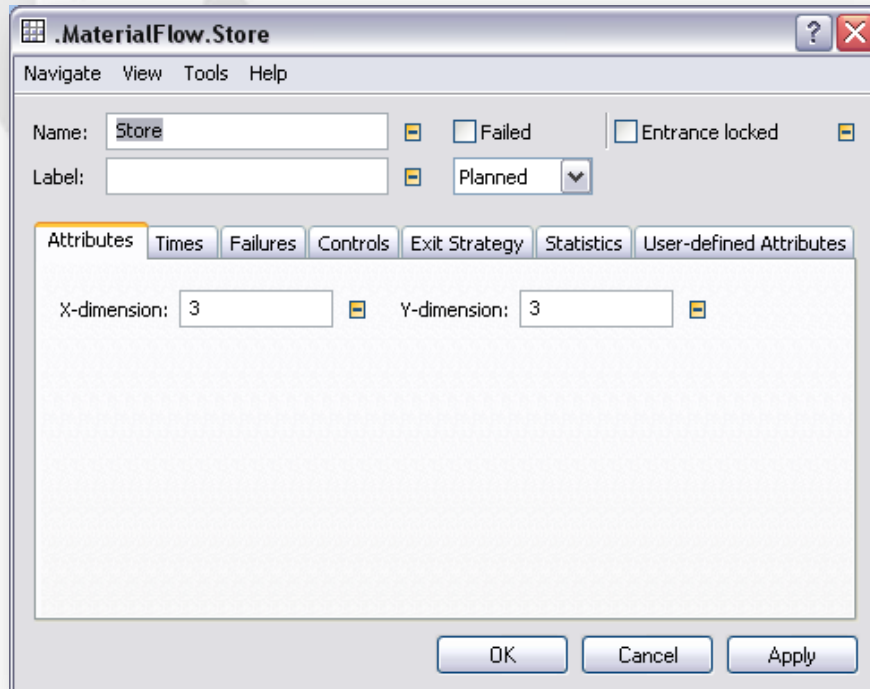 .MaterialFlow.Store
Navigate View Tools Help
Name: Store Failed Entrance locked
Label: Planned
Attributes Times Failures Controls Exit Strategy Statistics User-defined Attributes
X-dimension: 3 Y-dimension: 3
OK Cancel Apply